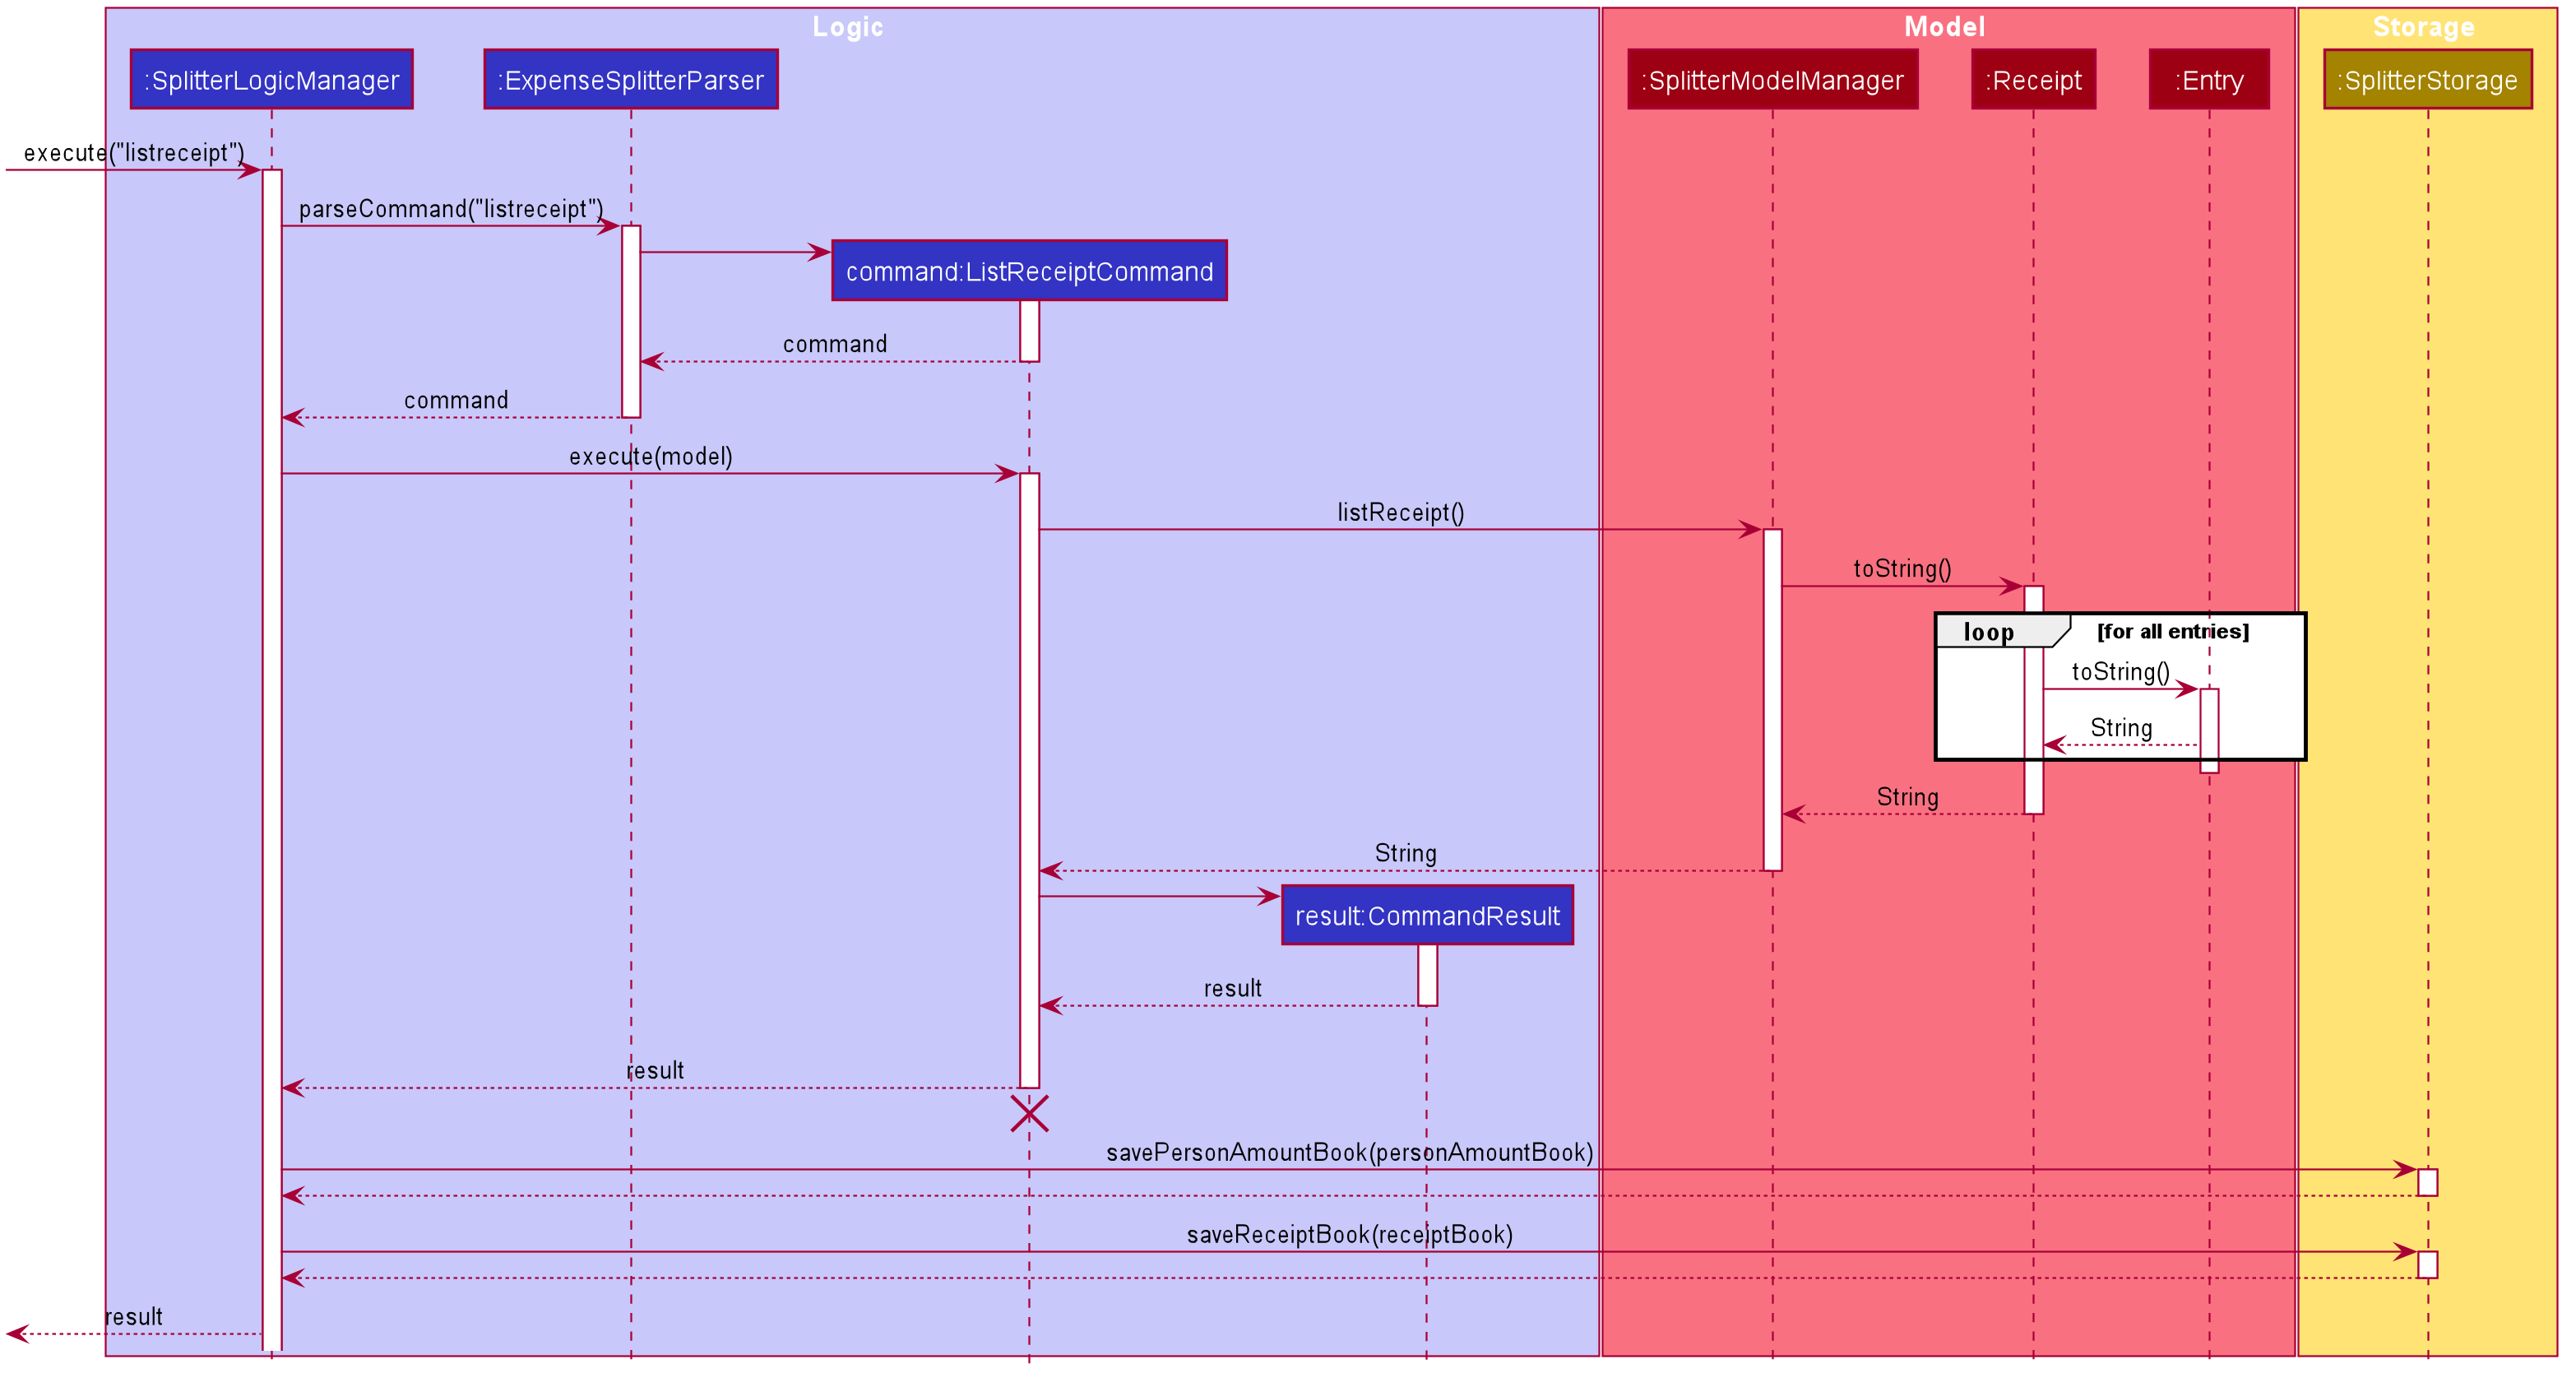 Logic
Model
Storage
:SplitterLogicManager
:ExpenseSplitterParser
:SplitterModelManager
:Receipt
:Entry
:SplitterStorage
execute("listreceipt")
parseCommand("listreceipt")
command:ListReceiptCommand
command
command
execute(model)
listReceipt()
toString()
loop
[for all entries]
toString()
String
String
String
result:CommandResult
result
result
savePersonAmountBook(personAmountBook)
saveReceiptBook(receiptBook)
result